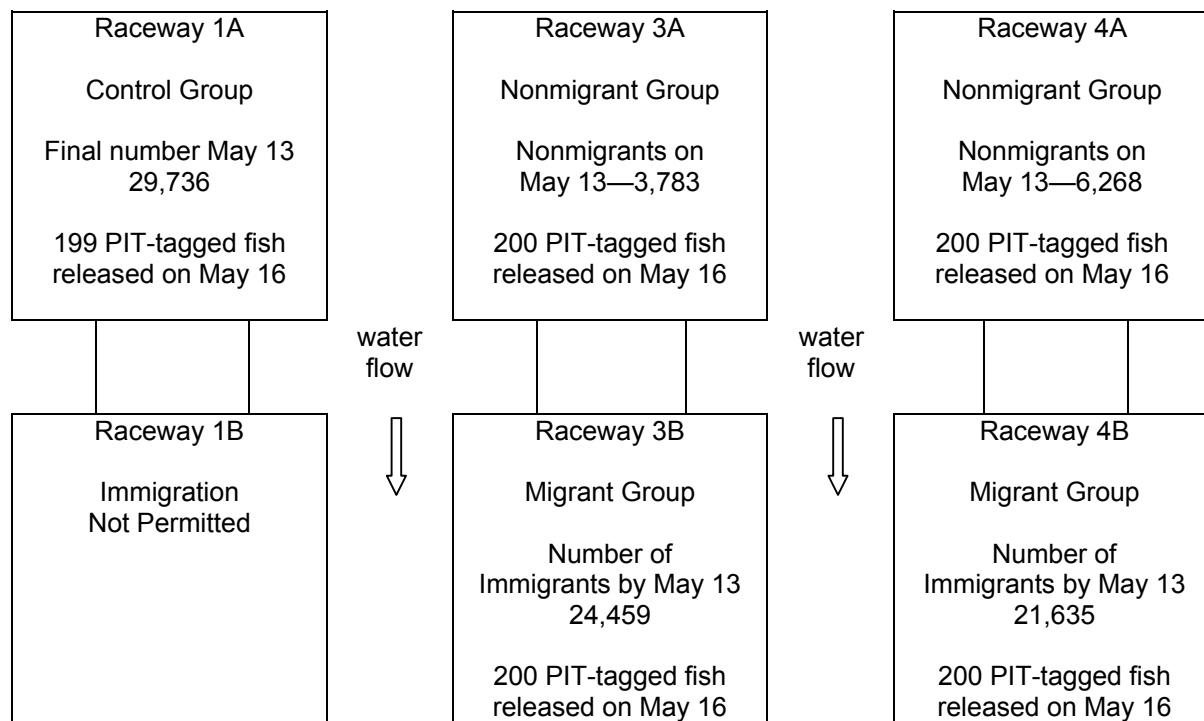 Raceway 1A
Control Group
Final number May 13
29,736
199 PIT-tagged fish
released on May 16
Raceway 3A
Nonmigrant Group
Nonmigrants on
May 13—3,783
200 PIT-tagged fish
released on May 16
Raceway 4A
Nonmigrant Group
Nonmigrants on
May 13—6,268
200 PIT-tagged fish
released on May 16
water
flow
water
flow
Raceway 1B
Immigration
Not Permitted
Raceway 3B
Migrant Group
Number of
Immigrants by May 13
24,459
200 PIT-tagged fish
released on May 16
Raceway 4B
Migrant Group
Number of
Immigrants by May 13
21,635
200 PIT-tagged fish
released on May 16